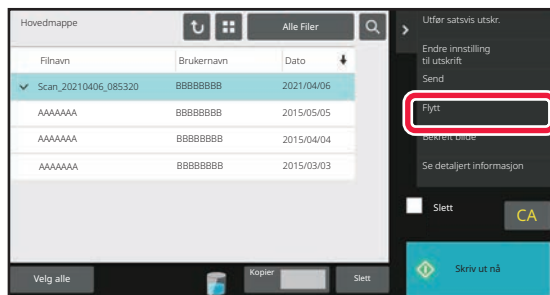 Hovedmappe
Alle Filer
Filnavn Brukernavn Dato
Scan_20210406_085320 BBBBBBBB 2021/04/06
AAAAAAA BBBBBBBB 2015/05/05
AAAAAAA BBBBBBBB 2015/04/04
AAAAAAA BBBBBBBB 2015/03/03
Velg alle
Kopier
Slett
Utfør satsvis utskr.
Endre innstilling
til utskrift
Send
Flytt
Bekreft bilde
Se detaljert informasjon
Slett
CA
Skriv ut nå